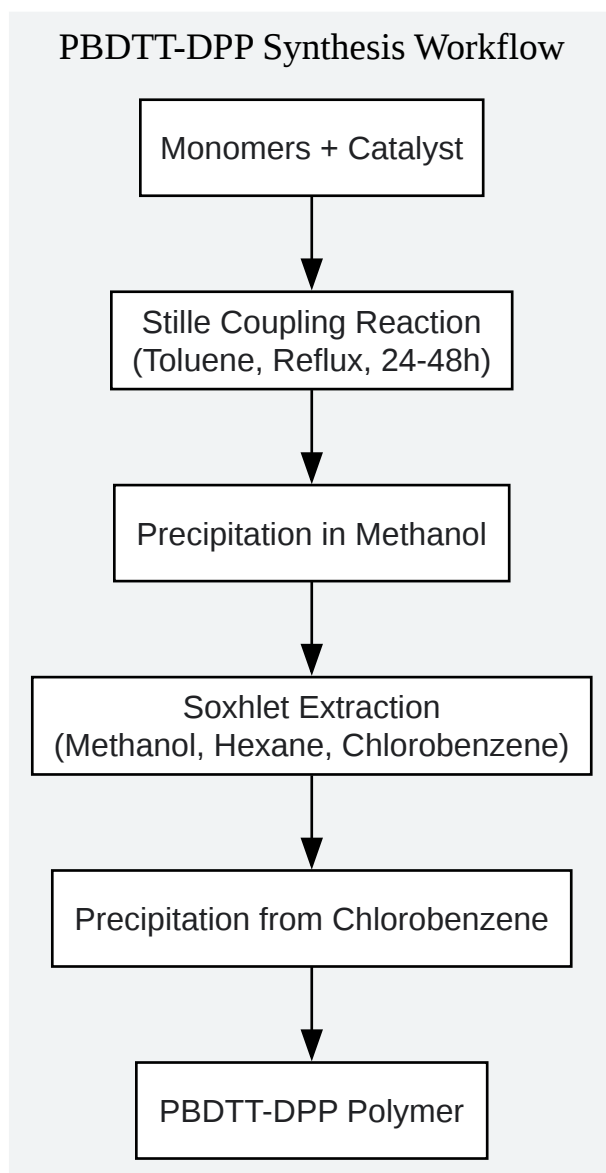 PBDTT-DPP Synthesis Workflow
Monomers + Catalyst
Stille Coupling Reaction
(Toluene, Reflux, 24-48h)
Precipitation in Methanol
Soxhlet Extraction
(Methanol, Hexane, Chlorobenzene)
Precipitation from Chlorobenzene
PBDTT-DPP Polymer